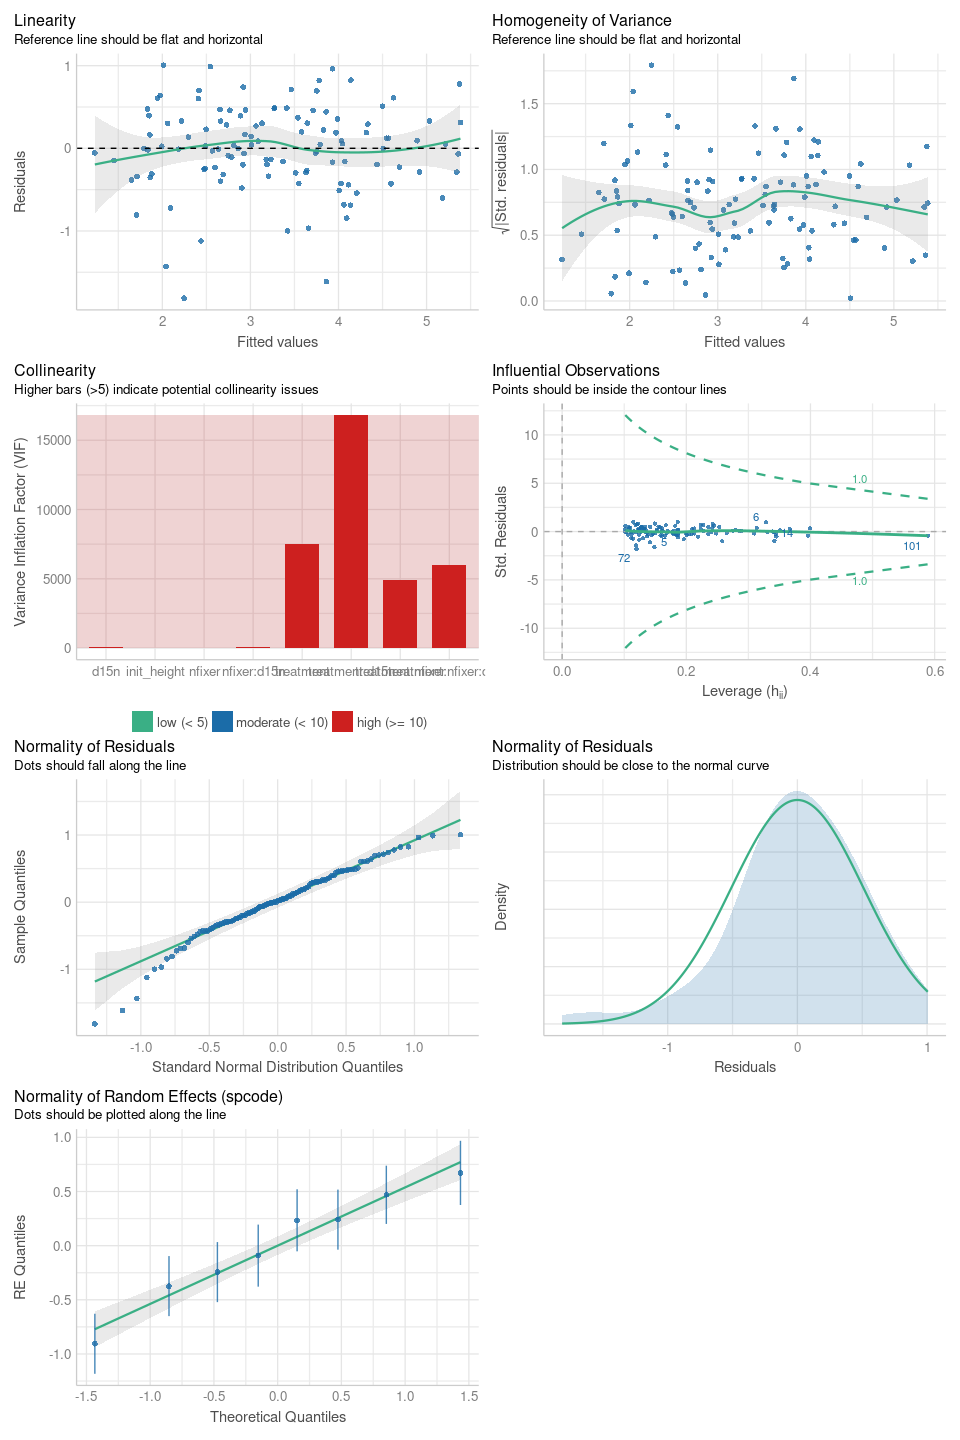 Linearity
Reference line should be flat and horizontal
1
0
-1
Residuals
2 3 4 5
Fitted values
Homogeneity of Variance
Reference line should be flat and horizontal
1.5
1.0
0.5
0.0
√|Std. residuals|
2 3 4 5
Fitted values
Collinearity
Higher bars (>5) indicate potential collinearity issues
15000
10000
5000
0
Variance Inflation Factor (VIF)
d15n init_height nfixer nfixer:d15n treatment
low (< 5) moderate (< 10) high (>= 10)
Influential Observations
Points should be inside the contour lines
10
5
0
-5
-10
Std. Residuals
1.0
6
14
5
72
101
1.0
0.0 0.2 0.4 0.6
Leverage (hii)
Normality of Residuals
Dots should fall along the line
1
0
-1
Sample Quantiles
-1.0 -0.5 0.0 0.5 1.0
Standard Normal Distribution Quantiles
Normality of Residuals
Distribution should be close to the normal curve
Density
-1 0 1
Residuals
Normality of Random Effects (spcode)
Dots should be plotted along the line
1.0
0.5
0.0
-0.5
-1.0
RE Quantiles
-1.5 -1.0 -0.5 0.0 0.5 1.0 1.5
Theoretical Quantiles